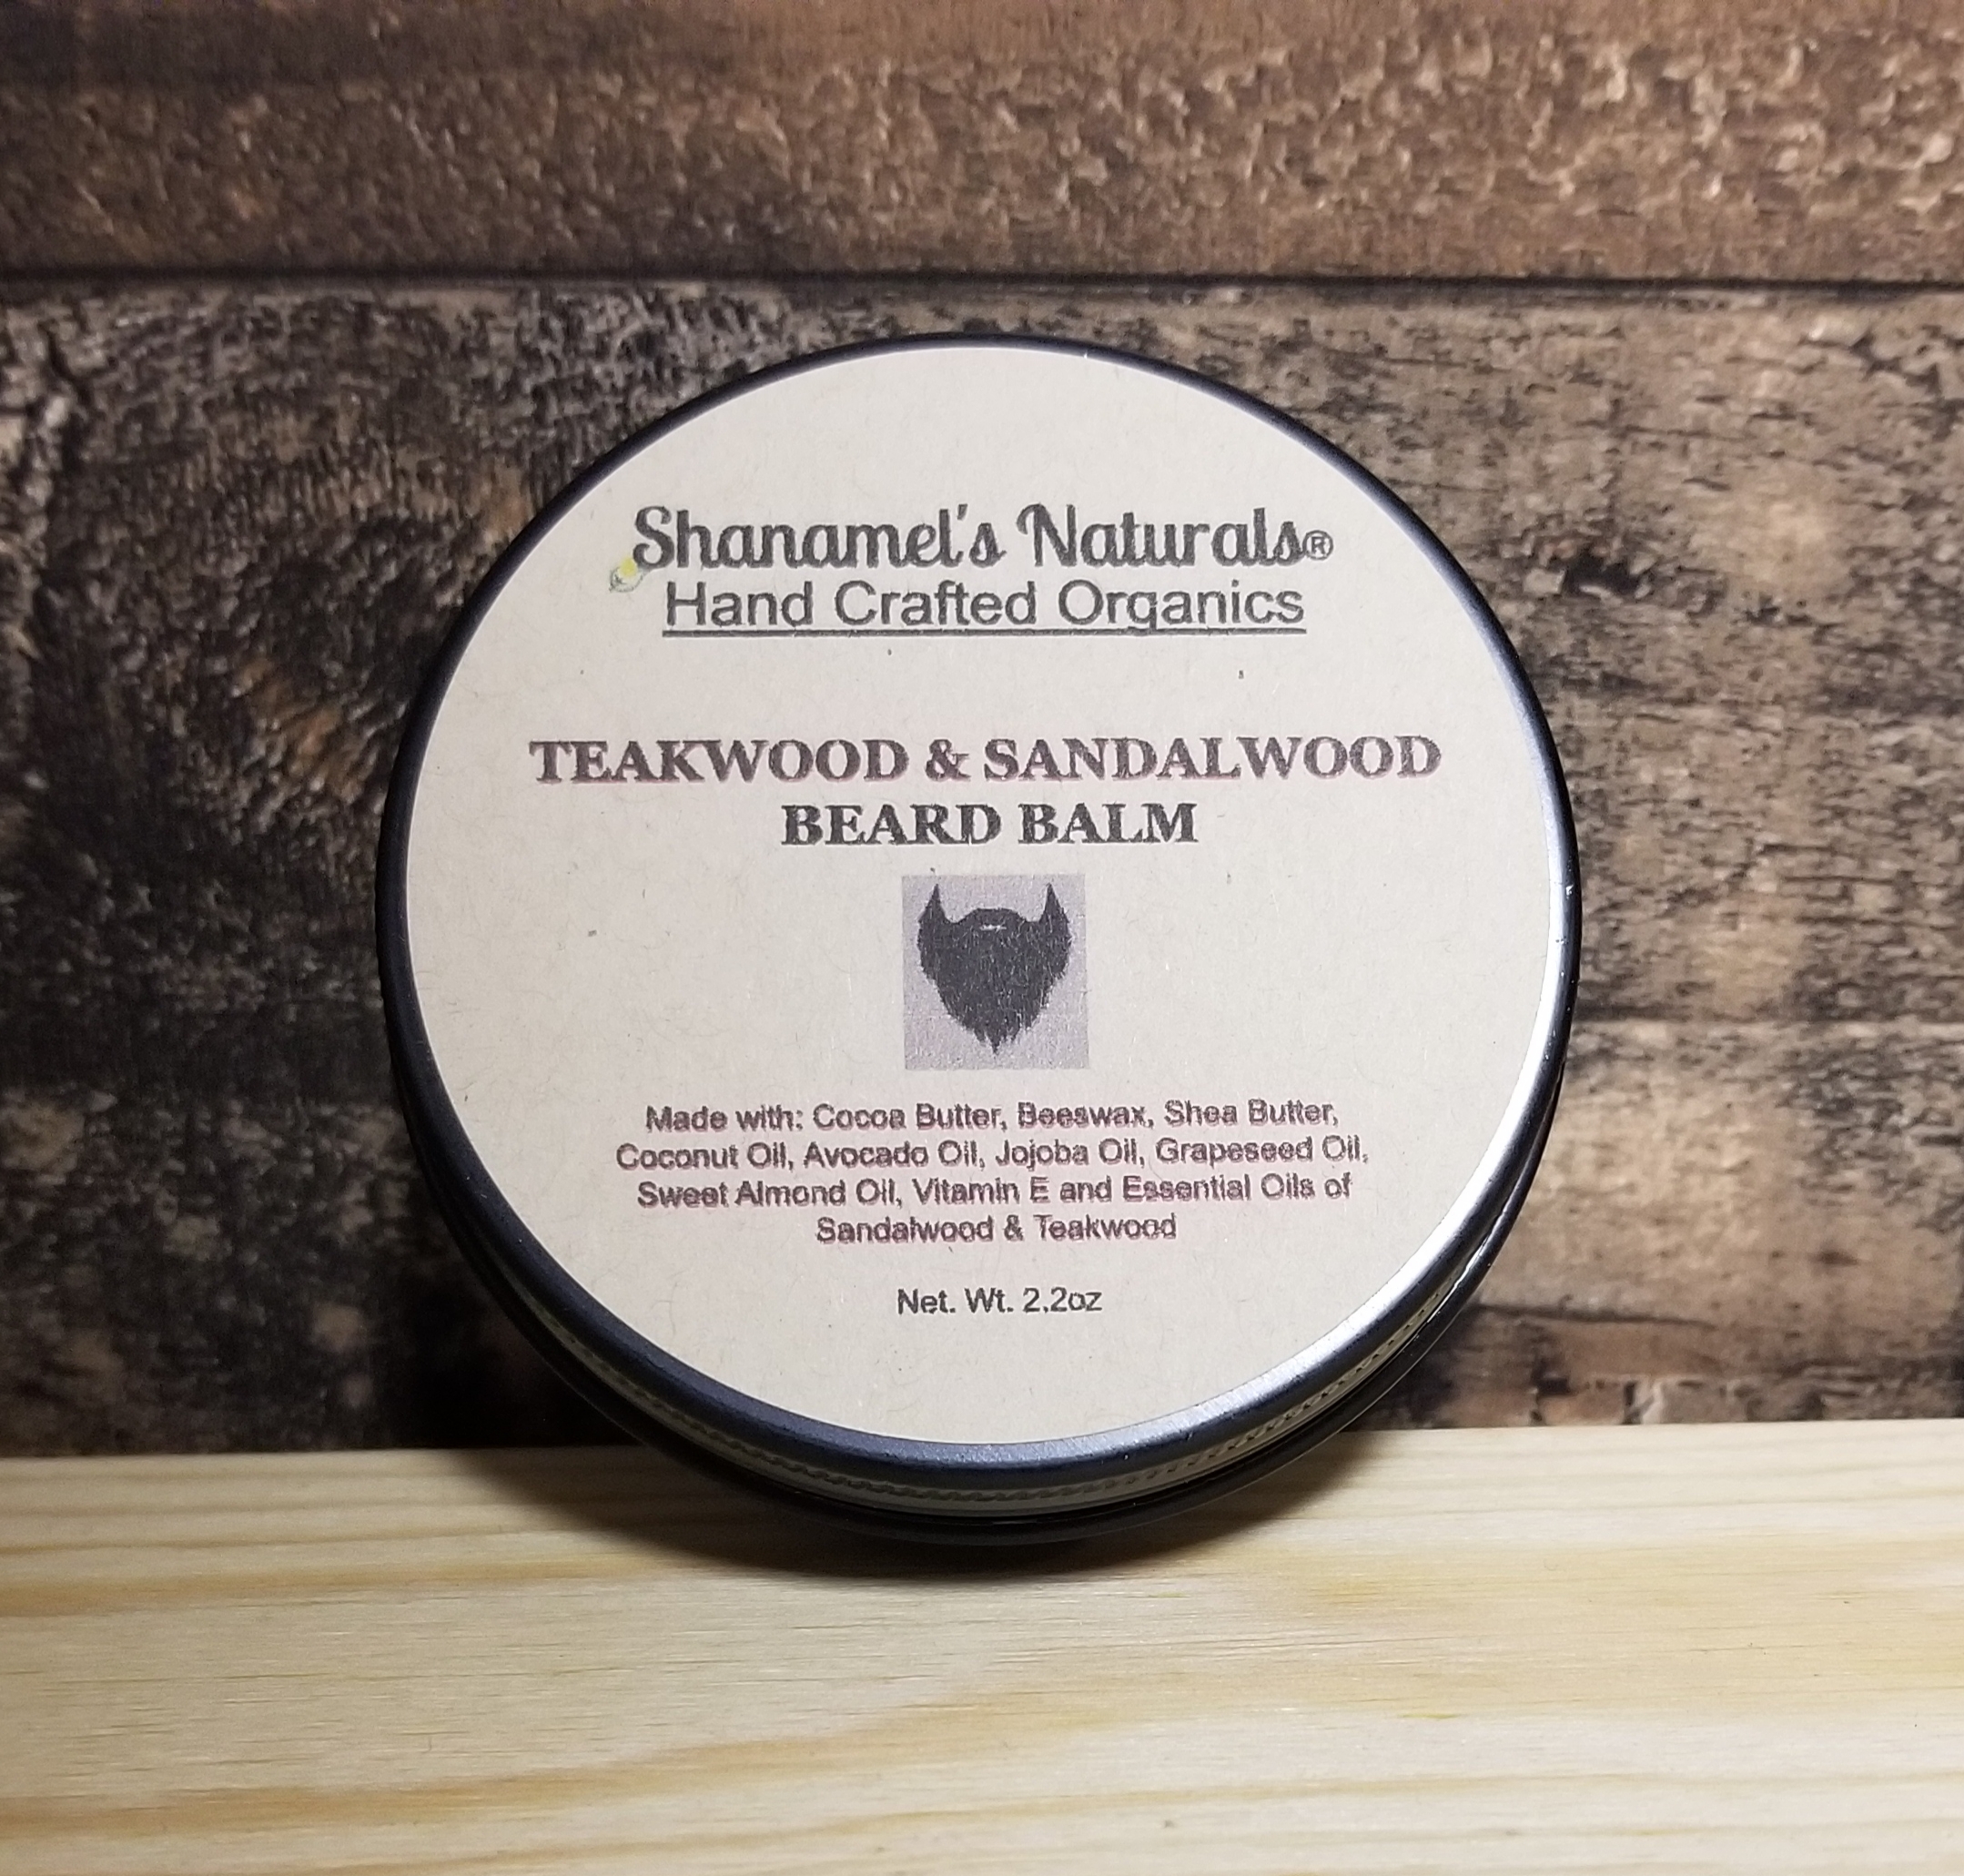 Shanamel's Naturals®
Hand Crafted Organics
TEAKWOOD & SANDALWOOD
BEARD BALM
Made with: Cocoa Butter, Beeswax, Shea Butter,
Coconut Oil, Avocado Oil, Jojoba Oil, Grapeseed Oil,
Sweet Almond Oil, Vitamin E and Essential Oils of
Sandalwood & Teakwood
Net. Wt. 2.2oz